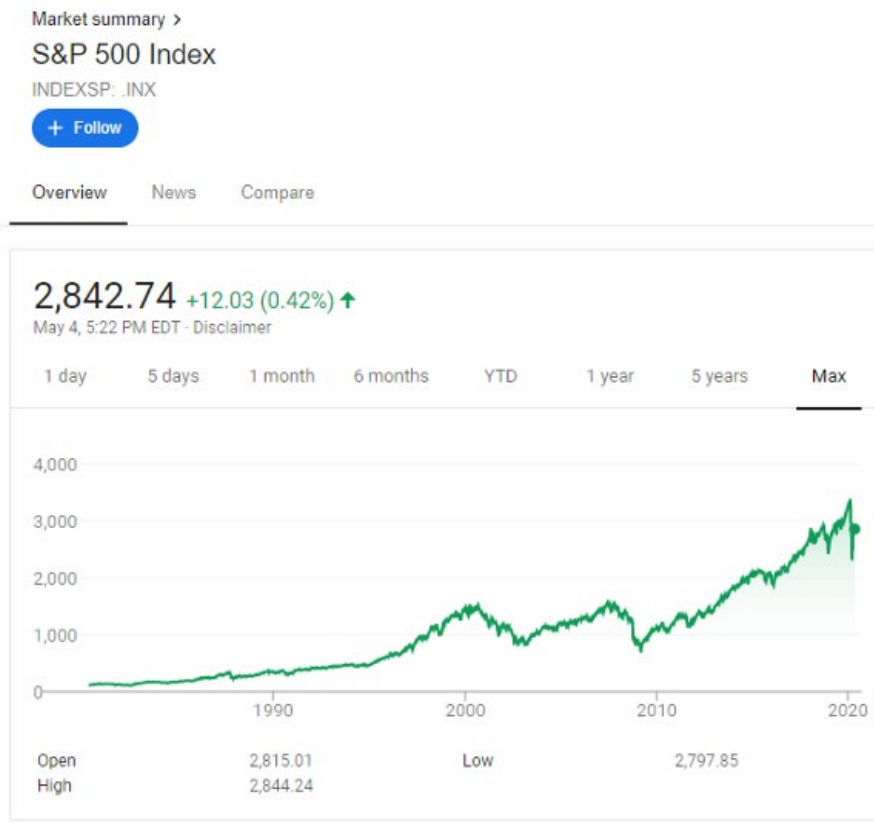 Market summary >
S&P 500 Index
INDEXSP: .INX
+ Follow
Overview News Compare
2,842.74 +12.03 (0.42%) ↑
May 4, 5:22 PM EDT · Disclaimer
1 day 5 days 1 month 6 months YTD 1 year 5 years Max
4,000
3,000
2,000
1,000
0
1990 2000 2010 2020
Open 2,815.01 Low 2,797.85
High 2,844.24